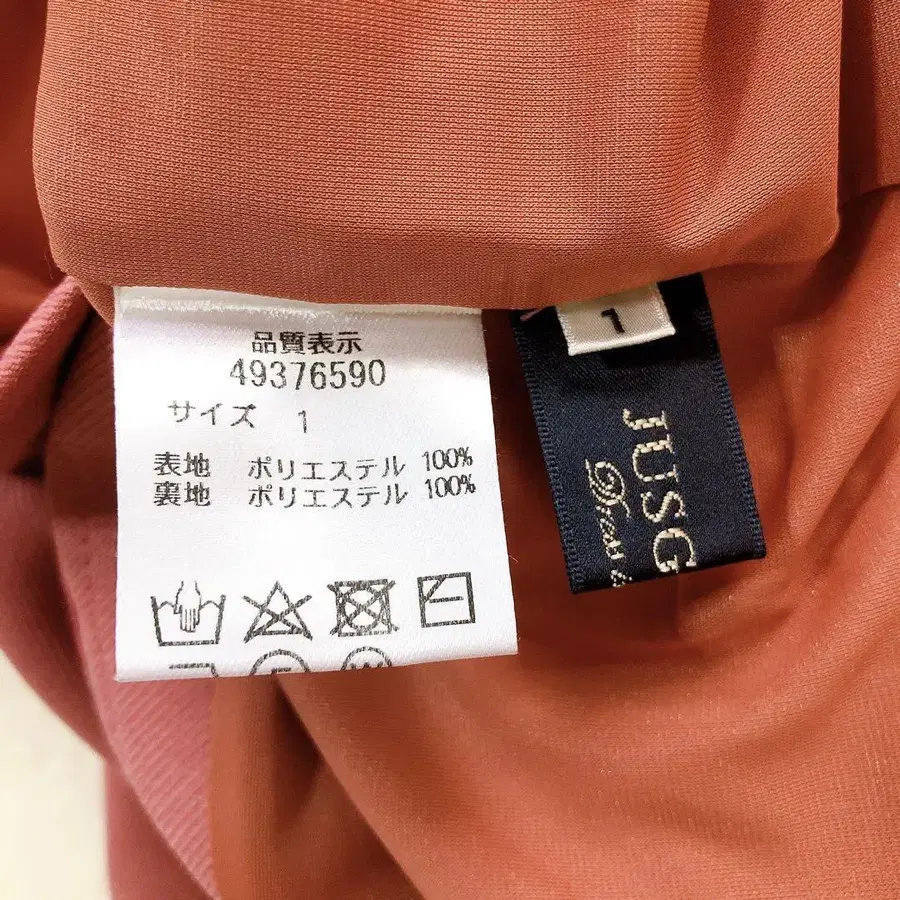 品質表示
49376590
サイズ 1
表地 ポリエステル 100%
裏地 ポリエステル 100%
1
JUSG